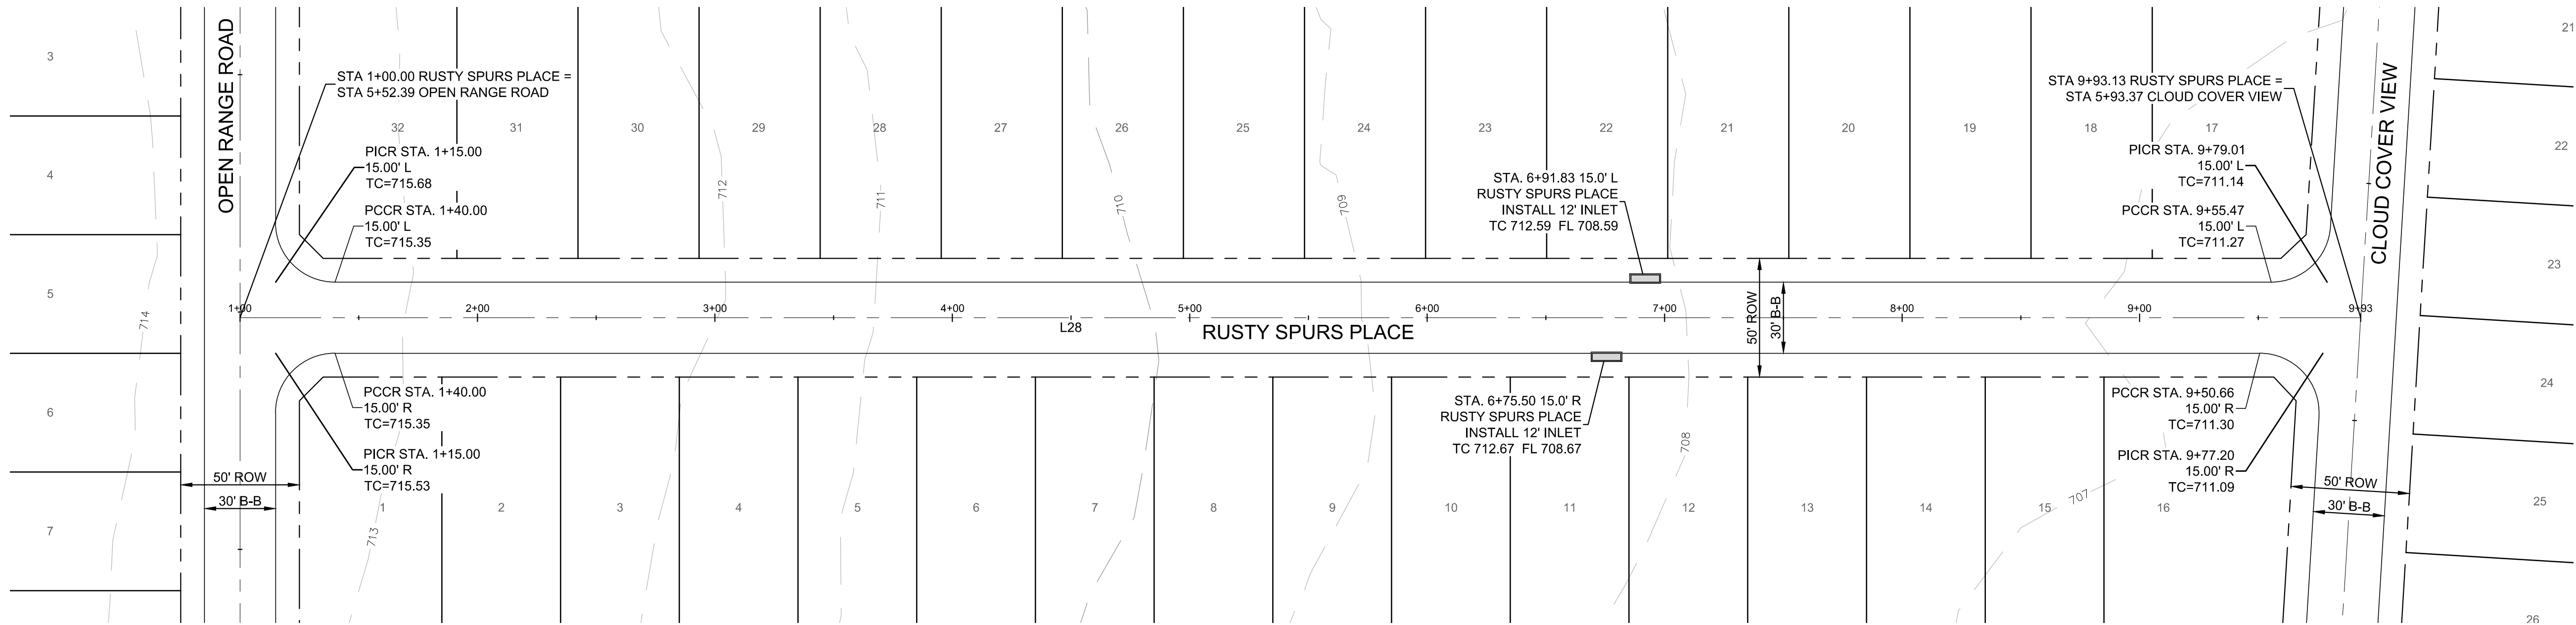 OPEN RANGE ROAD
STA 1+00.00 RUSTY SPURS PLACE =
STA 5+52.39 OPEN RANGE ROAD
PICR STA. 1+15.00
15.00' L
TC=715.68
PCCR STA. 1+40.00
15.00' L
TC=715.35
3
4
5
6
7
714
32
31
30
29
28
27
26
25
24
23
22
21
20
19
18
17
712
711
710
709
STA. 6+91.83 15.0' L
RUSTY SPURS PLACE
INSTALL 12' INLET
TC 712.59 FL 708.59
STA 9+93.13 RUSTY SPURS PLACE =
STA 5+93.37 CLOUD COVER VIEW
PICR STA. 9+79.01
15.00' L
TC=711.14
PCCR STA. 9+55.47
15.00' L
TC=711.27
CLOUD COVER VIEW
21
22
23
24
25
26
1+00
2+00
3+00
4+00
5+00
6+00
7+00
8+00
9+00
9+93
L28
RUSTY SPURS PLACE
50' ROW
30' B-B
PCCR STA. 1+40.00
15.00' R
TC=715.35
PICR STA. 1+15.00
15.00' R
TC=715.53
50' ROW
30' B-B
713
STA. 6+75.50 15.0' R
RUSTY SPURS PLACE
INSTALL 12' INLET
TC 712.67 FL 708.67
708
707
PCCR STA. 9+50.66
15.00' R
TC=711.30
PICR STA. 9+77.20
15.00' R
TC=711.09
50' ROW
30' B-B
1
2
3
4
5
6
7
8
9
10
11
12
13
14
15
16